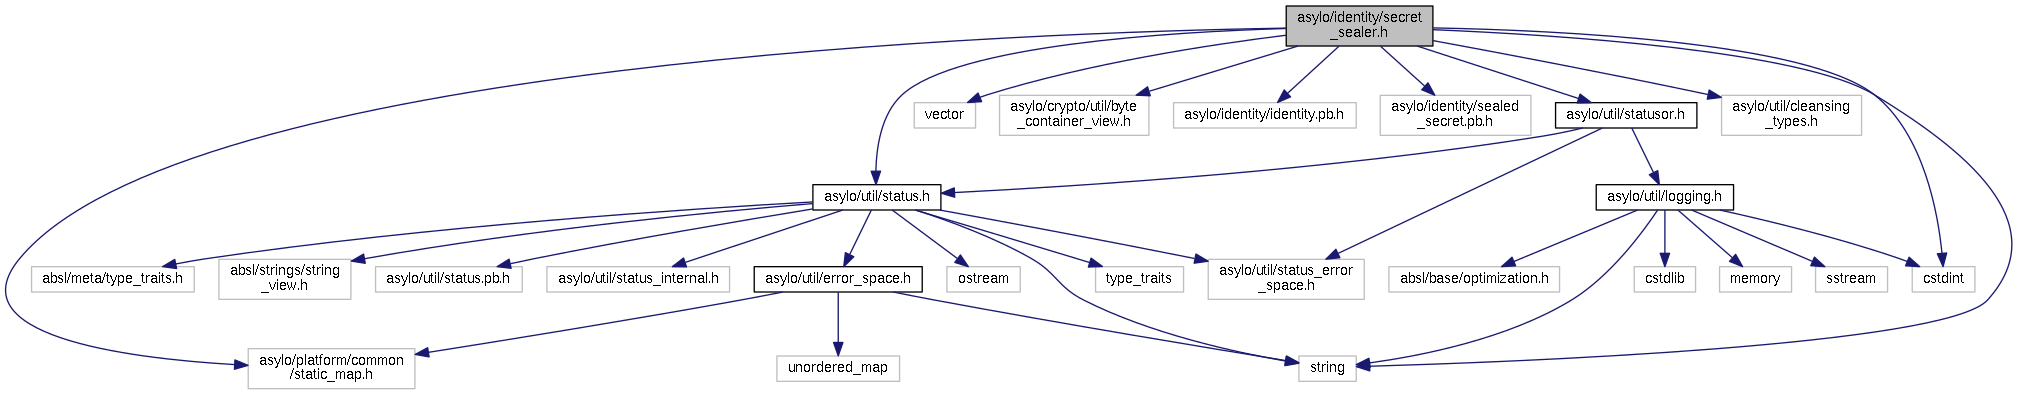 asylo/identity/secret
_sealer.h
vector
asylo/crypto/util/byte
_container_view.h
asylo/identity/identity.pb.h
asylo/identity/sealed
_secret.pb.h
asylo/util/statusor.h
asylo/util/cleansing
_types.h
asylo/util/status.h
asylo/util/logging.h
absl/meta/type_traits.h
absl/strings/string
_view.h
asylo/util/status.pb.h
asylo/util/status_internal.h
asylo/util/error_space.h
ostream
type_traits
asylo/util/status_error
_space.h
absl/base/optimization.h
cstdlib
memory
sstream
cstdint
asylo/platform/common
/static_map.h
unordered_map
string